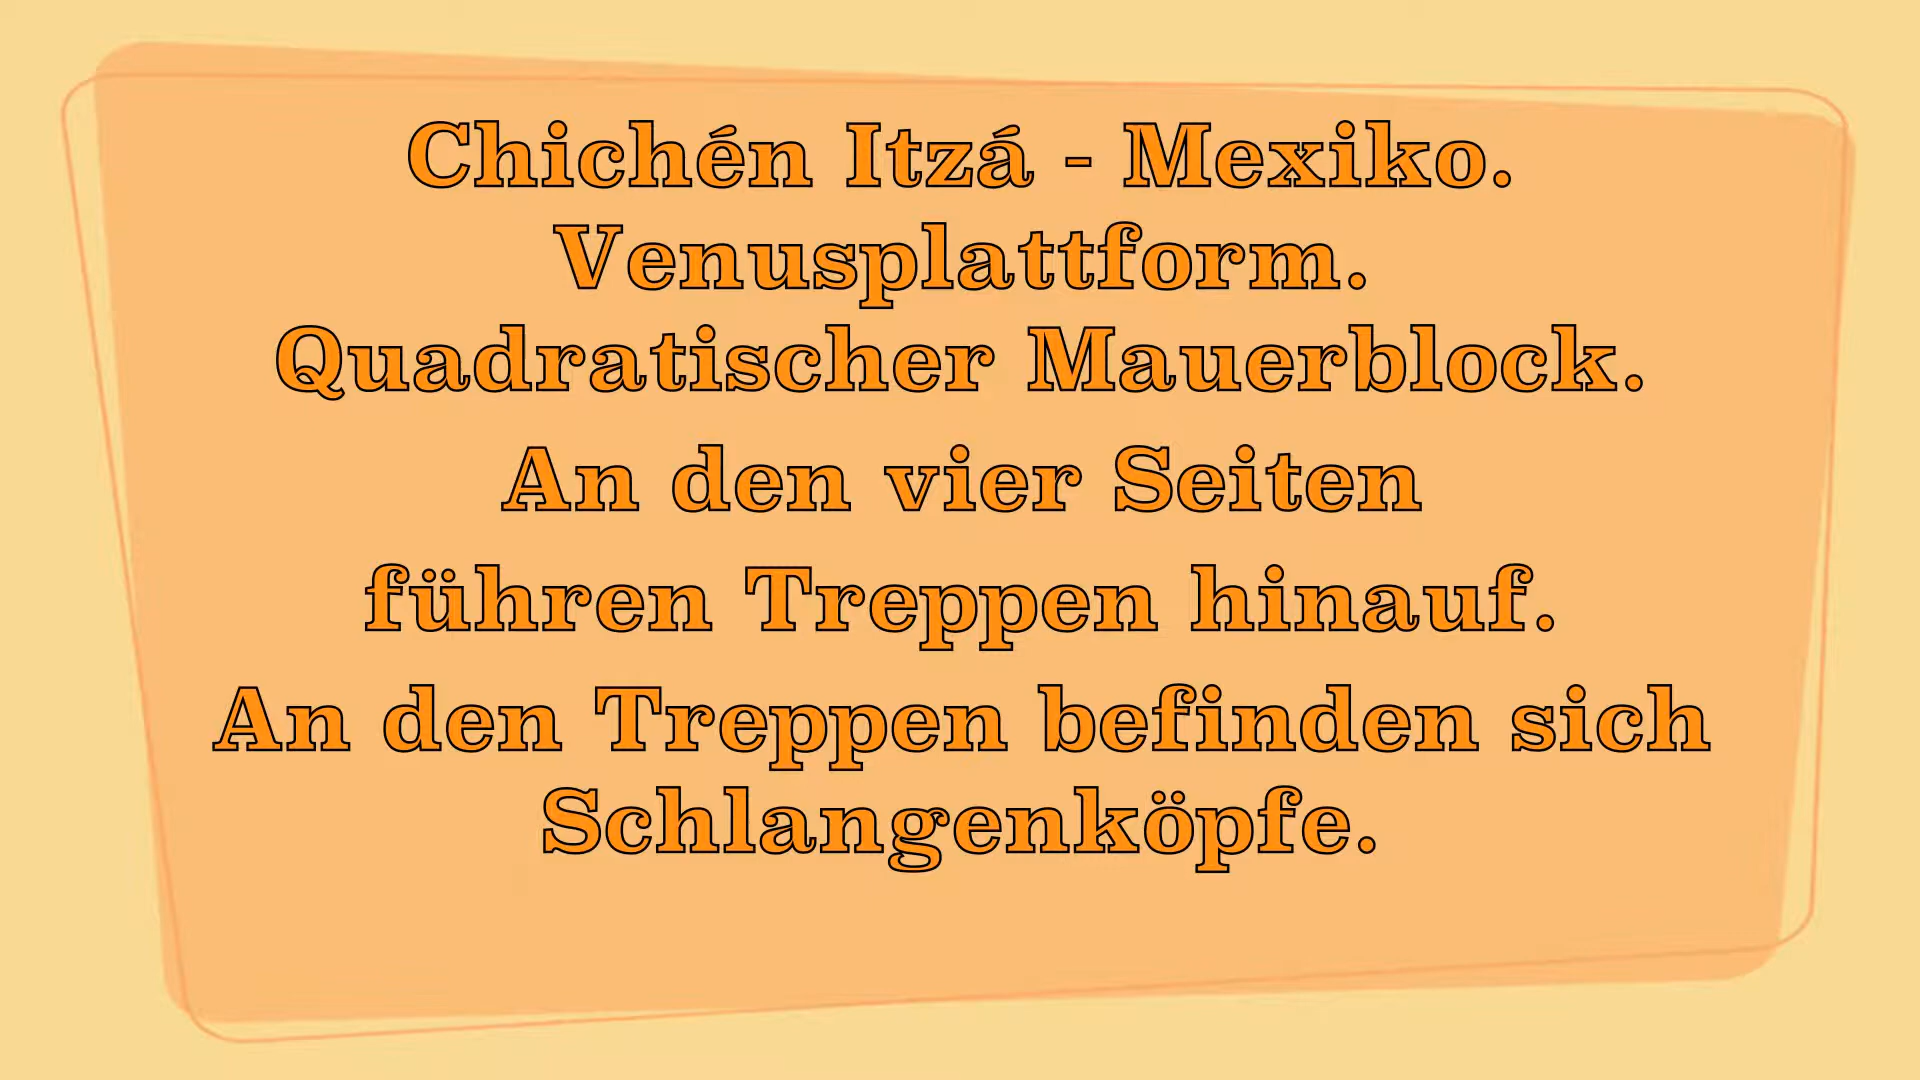 Chichén Itzá - Mexiko.
Venusplattform.
Quadratischer Mauerblock.
An den vier Seiten
führen Treppen hinauf.
An den Treppen befinden sich
Schlangenköpfe.